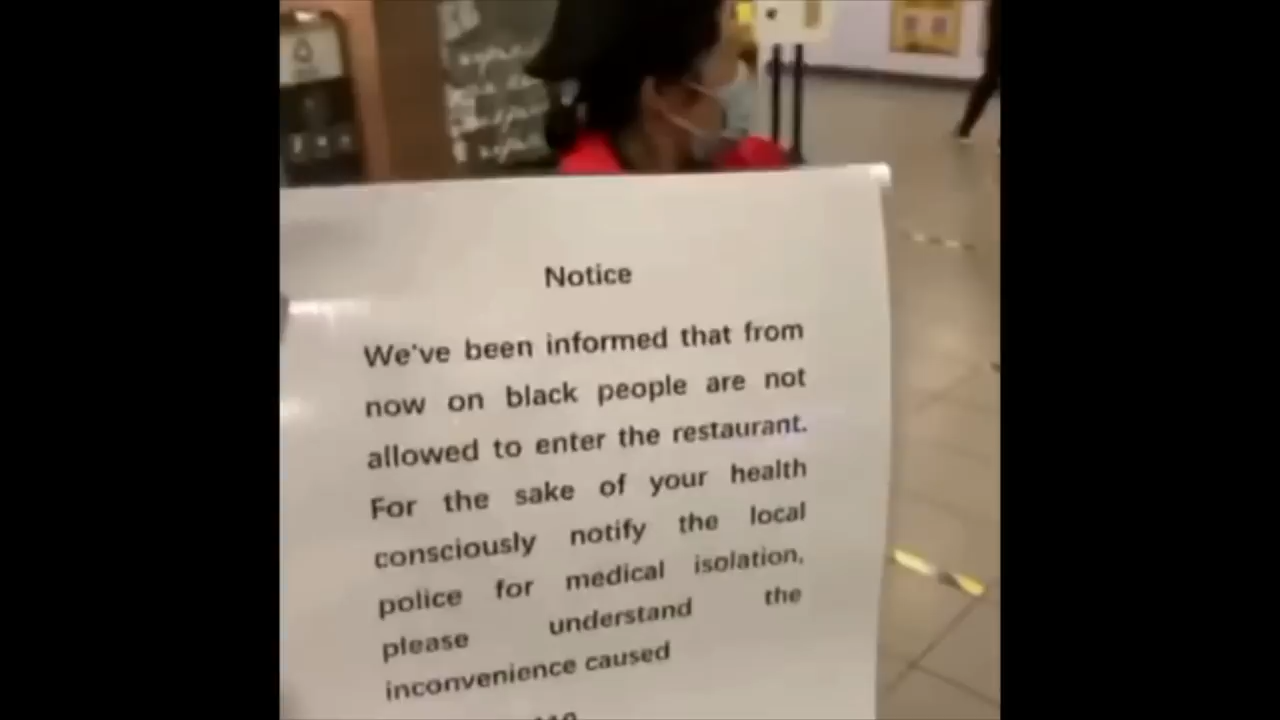 Notice
We've been informed that from
now on black people are not
allowed to enter the restaurant.
For the sake of your health
consciously notify the local
police for medical isolation,
please understand the
inconvenience caused